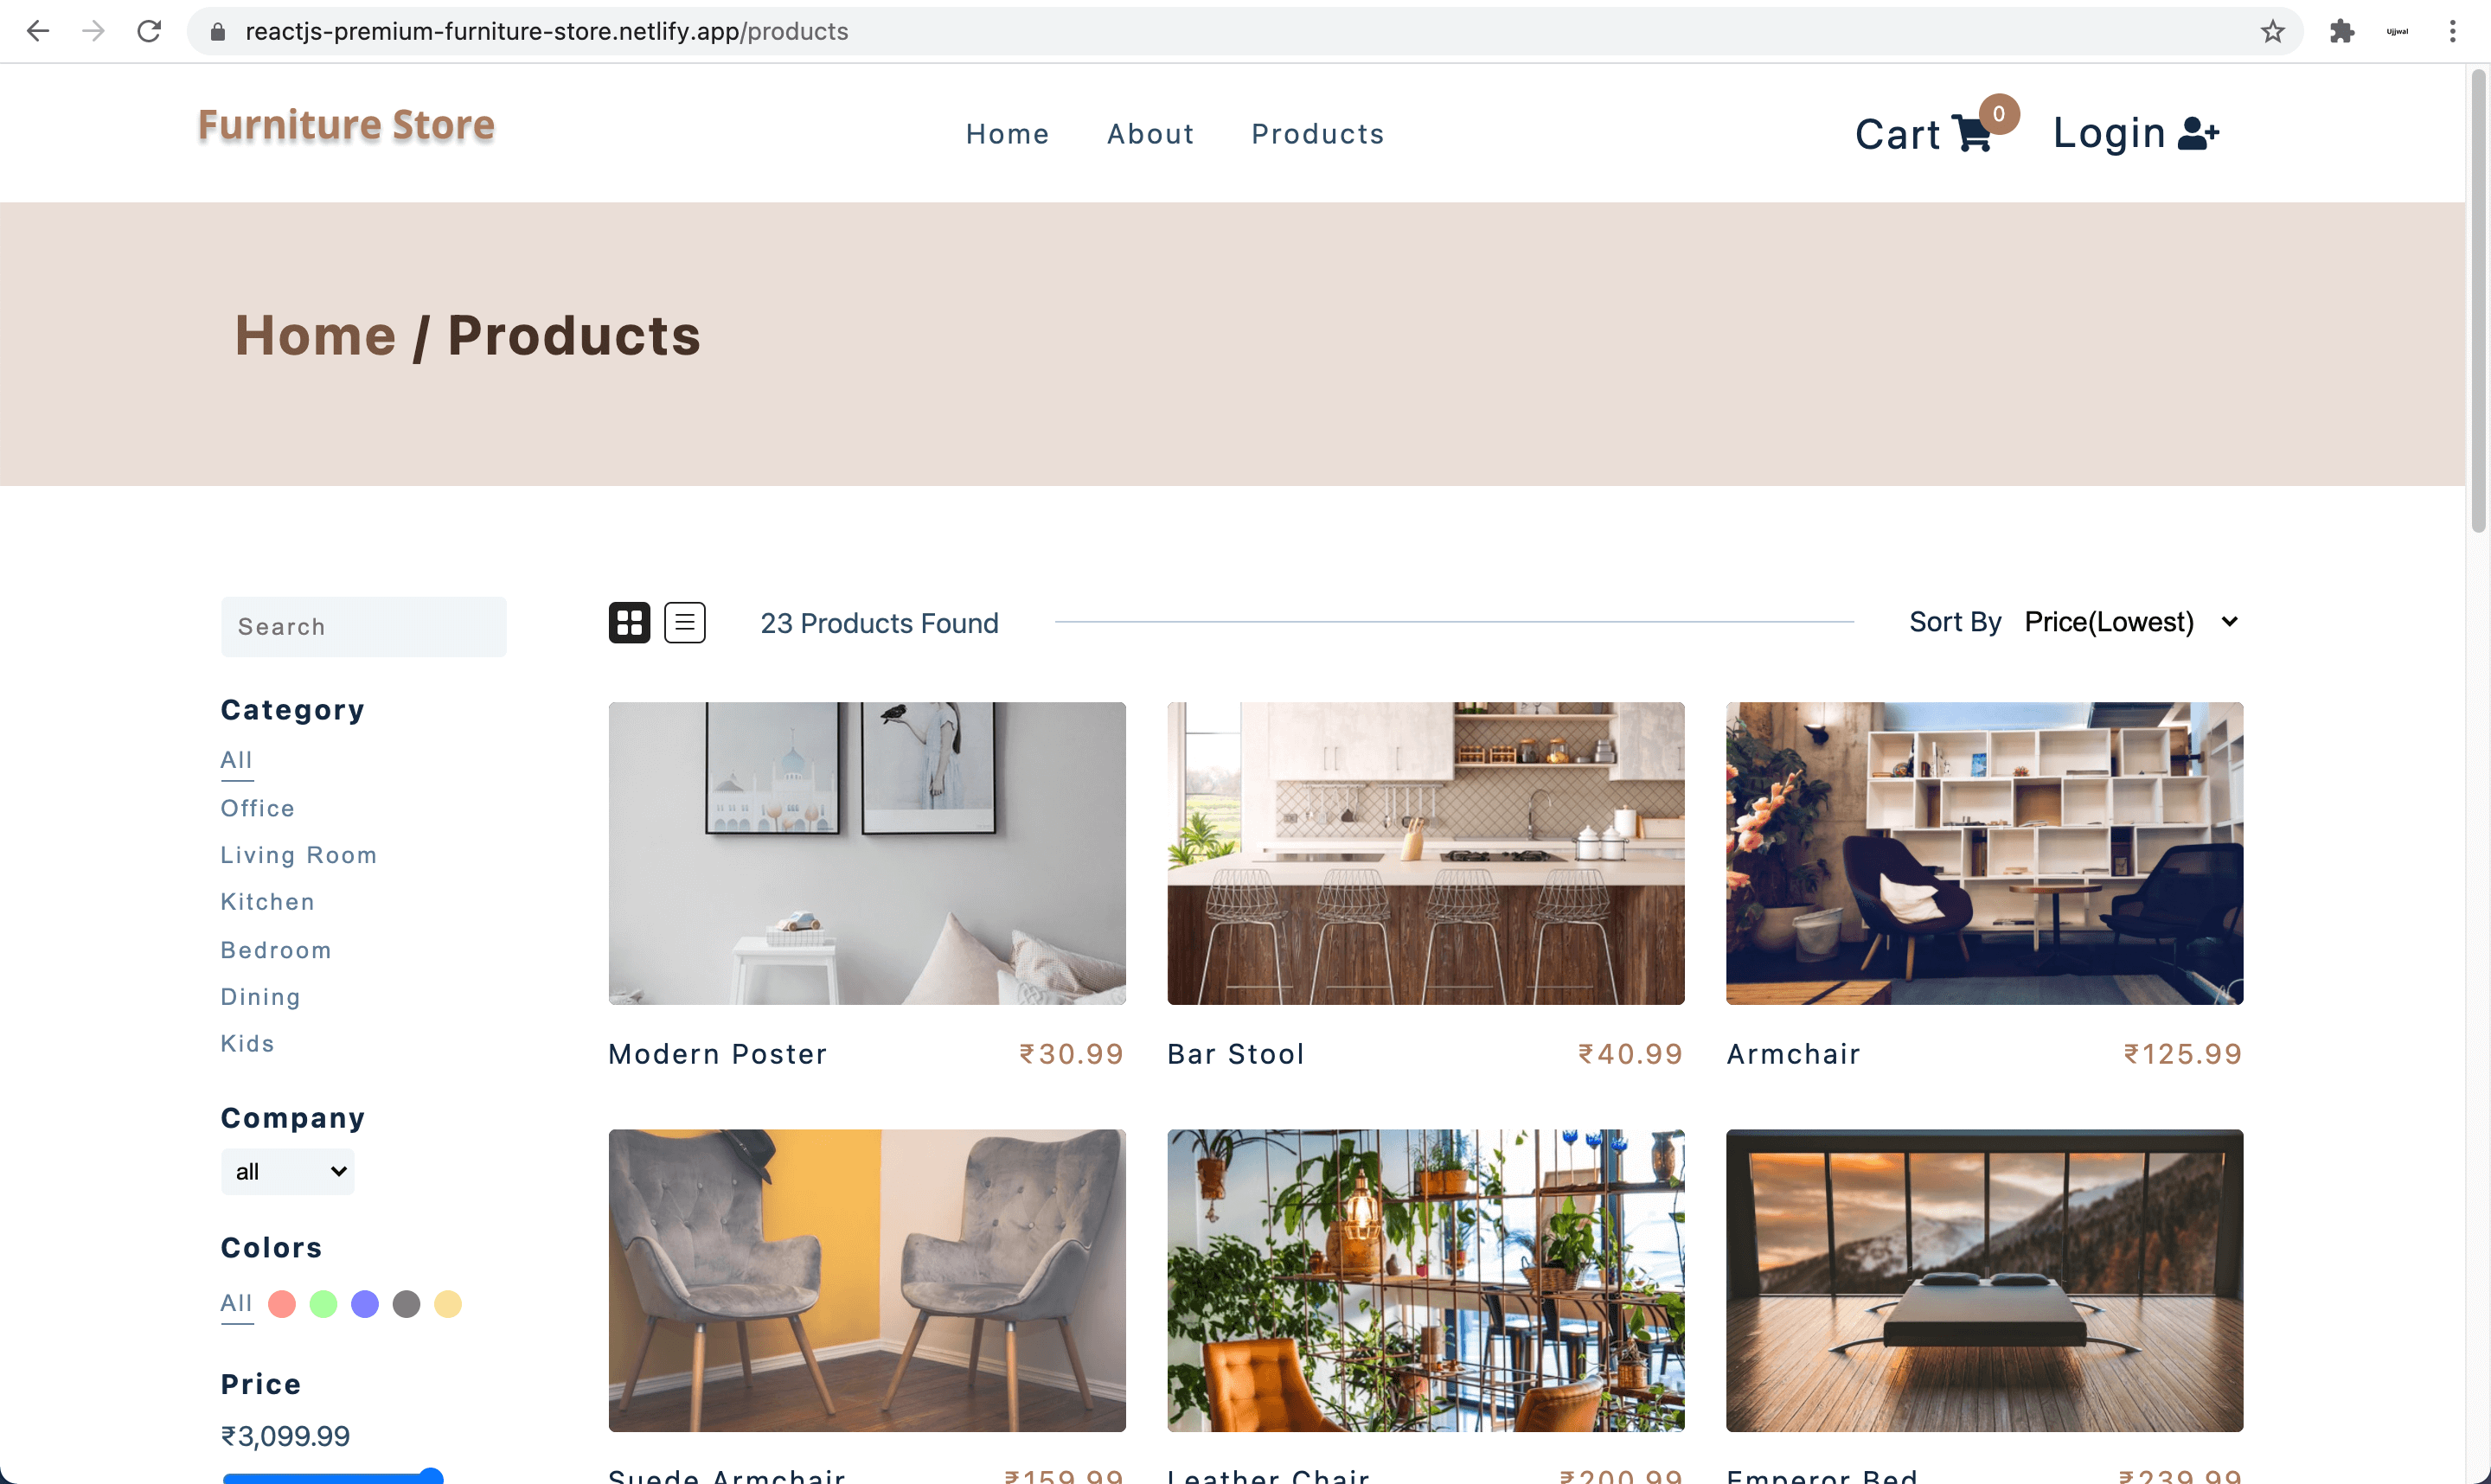 reactjs-premium-furniture-store.netlify.app/products
Ujjwal
Furniture Store
Home
About
Products
Cart
0
Login
Home / Products
Search
Category
All
Office
Living Room
Kitchen
Bedroom
Dining
Kids
Company
all
Colors
All
Price
₹3,099.99
23 Products Found
Sort By Price(Lowest)
Modern Poster ₹30.99
Bar Stool ₹40.99
Armchair ₹125.99
Suede Armchair ₹159.99
Leather Chair ₹200.99
Emperor Bed ₹239.99